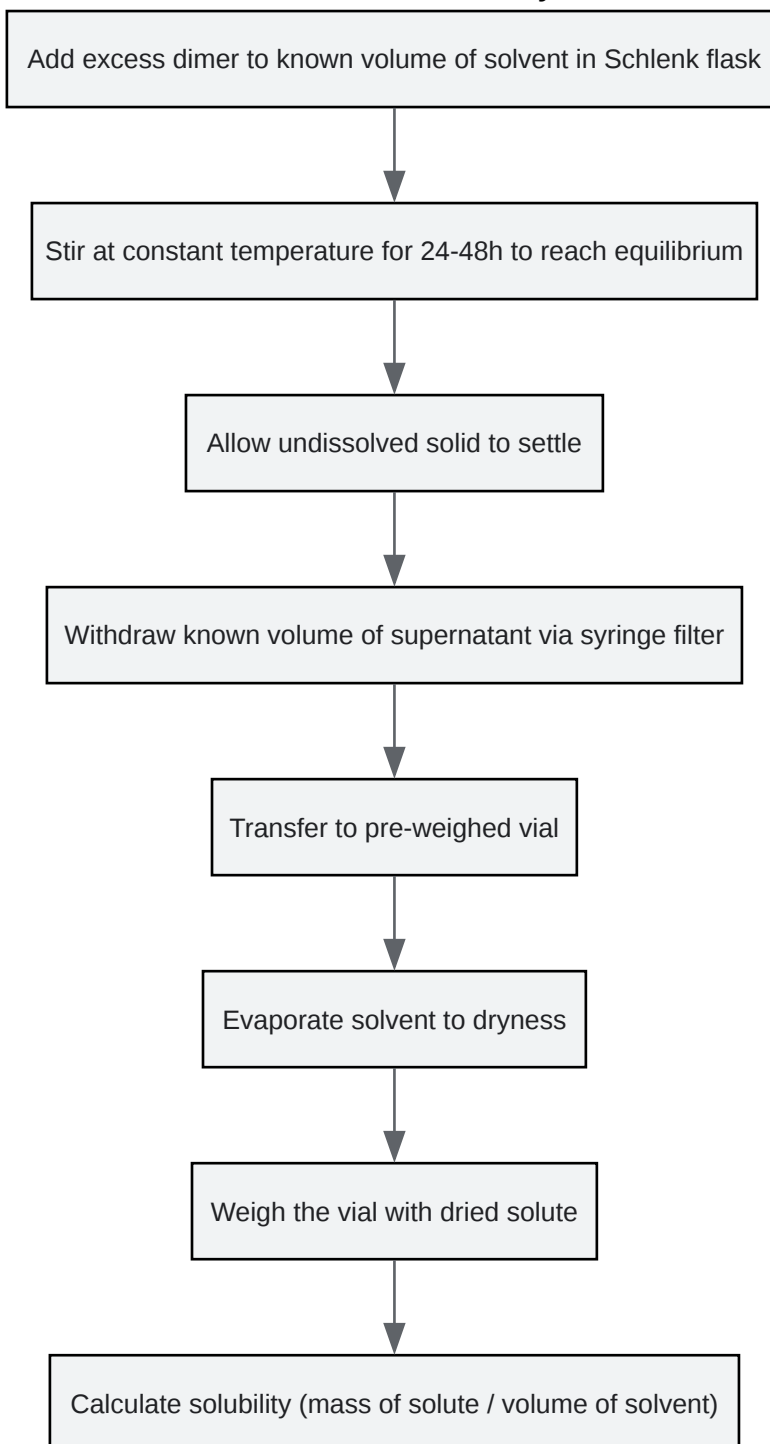 Add excess dimer to known volume of solvent in Schlenk flask
Stir at constant temperature for 24-48h to reach equilibrium
Allow undissolved solid to settle
Withdraw known volume of supernatant via syringe filter
Transfer to pre-weighed vial
Evaporate solvent to dryness
Weigh the vial with dried solute
Calculate solubility (mass of solute / volume of solvent)